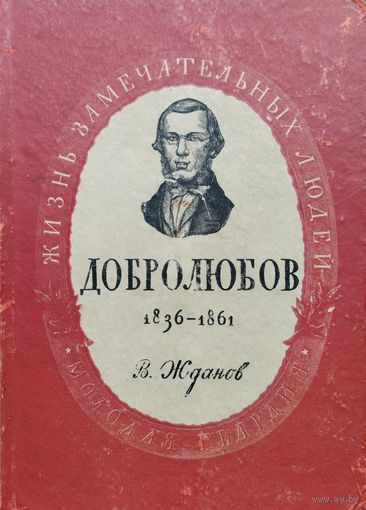 ЖИЗНЬ ЗАМЕЧАТЕЛЬНЫХ ЛЮДЕЙ
ДОБРОЛЮБОВ
1836-1861
В. Жданов
МОЛОДАЯ ГВАРДИЯ
www.ay.by